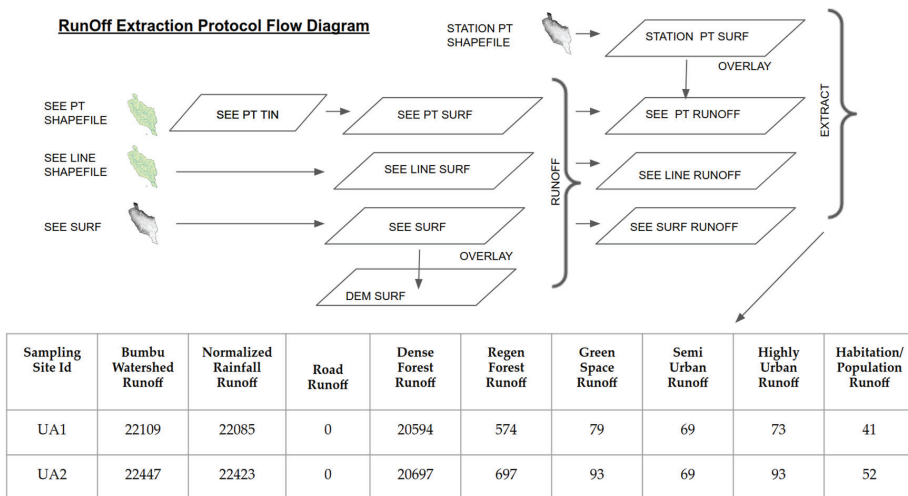 RunOff Extraction Protocol Flow Diagram
STATION PT
SHAPEFILE
STATION PT SURF
OVERLAY
SEE PT
SHAPEFILE
SEE PT TIN
SEE PT SURF
SEE PT RUNOFF
SEE LINE
SHAPEFILE
SEE LINE SURF
SEE LINE RUNOFF
SEE SURF
SEE SURF
SEE SURF RUNOFF
OVERLAY
DEM SURF
RUNOFF
EXTRACT
Sampling Site Id | Bumbu Watershed Runoff | Normalized Rainfall Runoff | Road Runoff | Dense Forest Runoff | Regen Forest Runoff | Green Space Runoff | Semi Urban Runoff | Highly Urban Runoff | Habitation/ Population Runoff
UA1 22109 22085 0 20594 574 79 69 73 41
UA2 22447 22423 0 20697 697 93 69 93 52